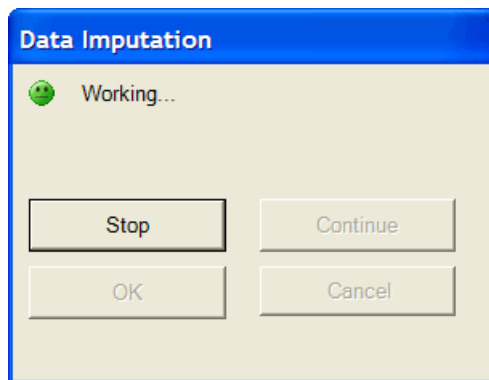 Data Imputation
Working...
Stop
Continue
OK
Cancel